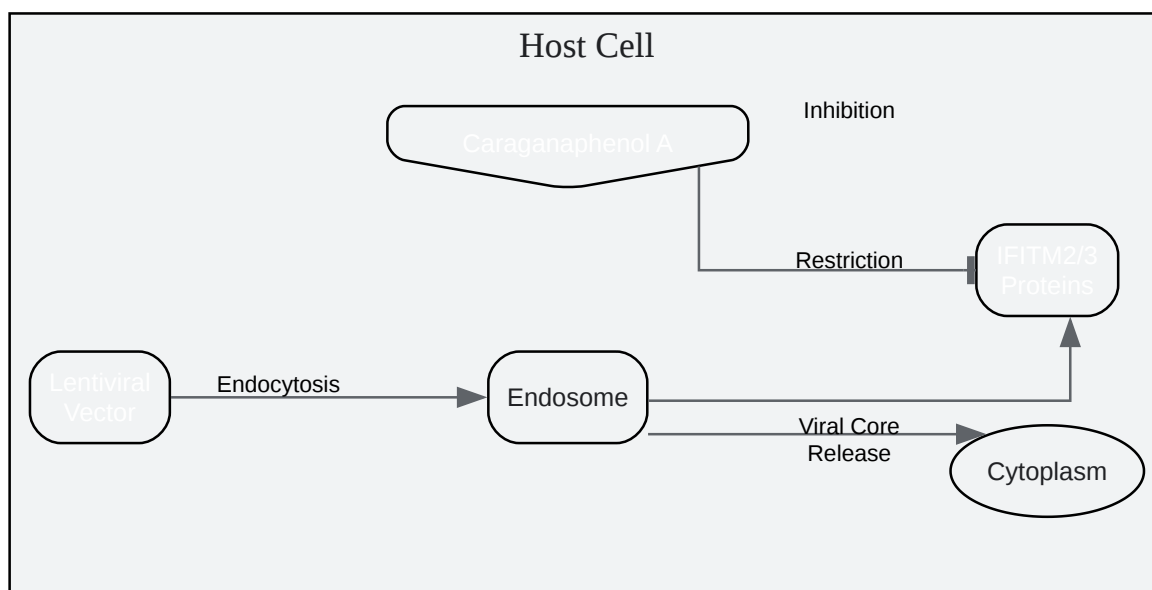 Host Cell
Inhibition
Caraganaphenol A
Restriction
IFITM2/3
Proteins
Lentiviral
Vector
Endocytosis
Endosome
Viral Core
Release
Cytoplasm